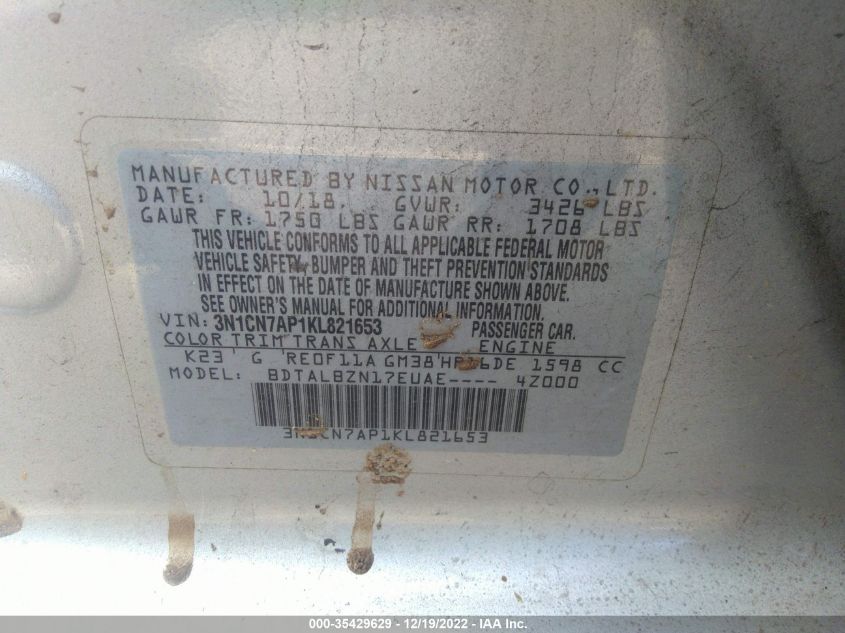 MANUFACTURED BY NISSAN MOTOR CO., LTD.
DATE: 10/18. GVWR: 3426 LBS
GAWR FR: 1750 LBS GAWR RR: 1708 LBS
THIS VEHICLE CONFORMS TO ALL APPLICABLE FEDERAL MOTOR
VEHICLE SAFETY, BUMPER AND THEFT PREVENTION STANDARDS
IN EFFECT ON THE DATE OF MANUFACTURE SHOWN ABOVE.
SEE OWNER'S MANUAL FOR ADDITIONAL INFORMATION.
VIN: 3N1CN7AP1KL821653 PASSENGER CAR.
COLOR TRIM TRANS AXLE ENGINE
K23 G RE0F11A GM38 HR16DE 1598 CC
MODEL: BDTALBZN17EUAE---- 4Z000
3N1CN7AP1KL821653
000-35429629 - 12/19/2022 - IAA Inc.